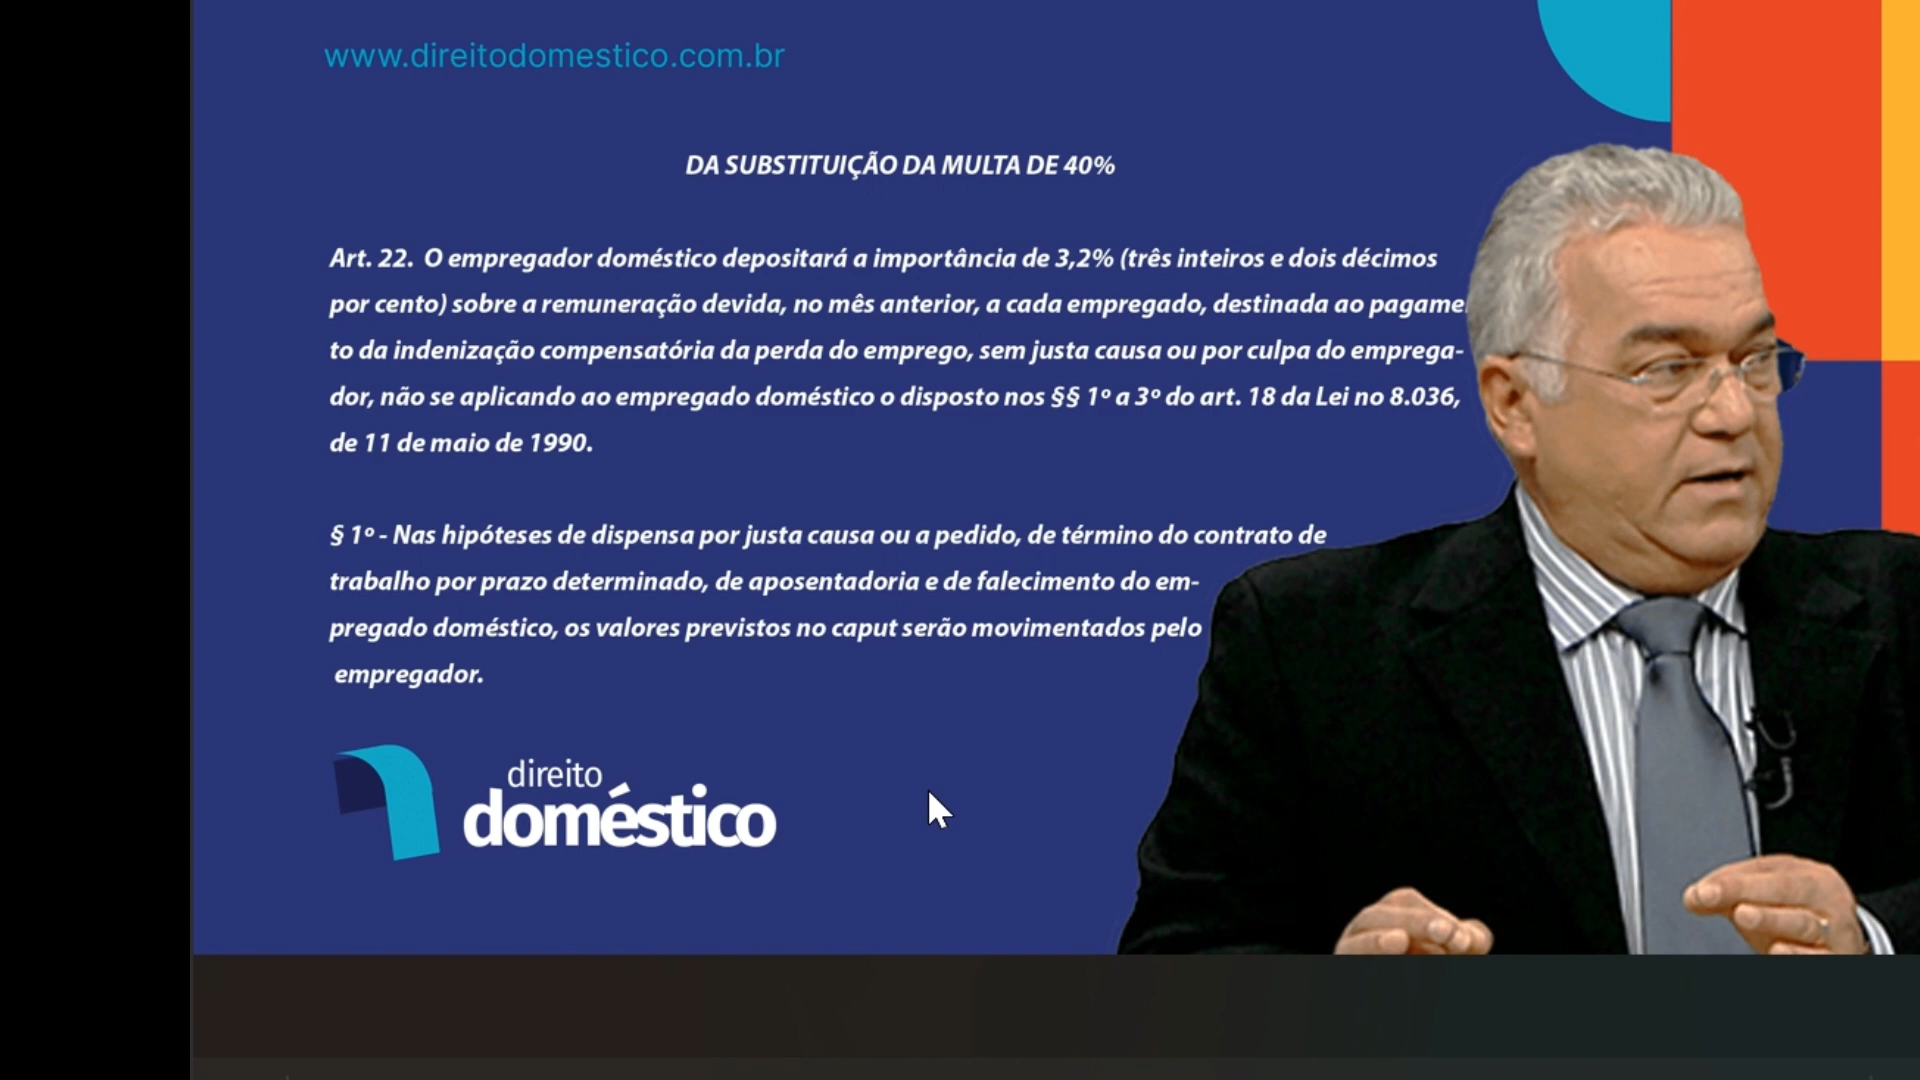 www.direitodomestico.com.br
DA SUBSTITUIÇÃO DA MULTA DE 40%
Art. 22. O empregador doméstico depositará a importância de 3,2% (três inteiros e dois décimos
por cento) sobre a remuneração devida, no mês anterior, a cada empregado, destinada ao pagame
to da indenização compensatória da perda do emprego, sem justa causa ou por culpa do emprega-
dor, não se aplicando ao empregado doméstico o disposto nos §§ 1º a 3º do art. 18 da Lei no 8.036,
de 11 de maio de 1990.
§ 1º - Nas hipóteses de dispensa por justa causa ou a pedido, de término do contrato de
trabalho por prazo determinado, de aposentadoria e de falecimento do em-
pregado doméstico, os valores previstos no caput serão movimentados pelo
empregador.
direito
doméstico